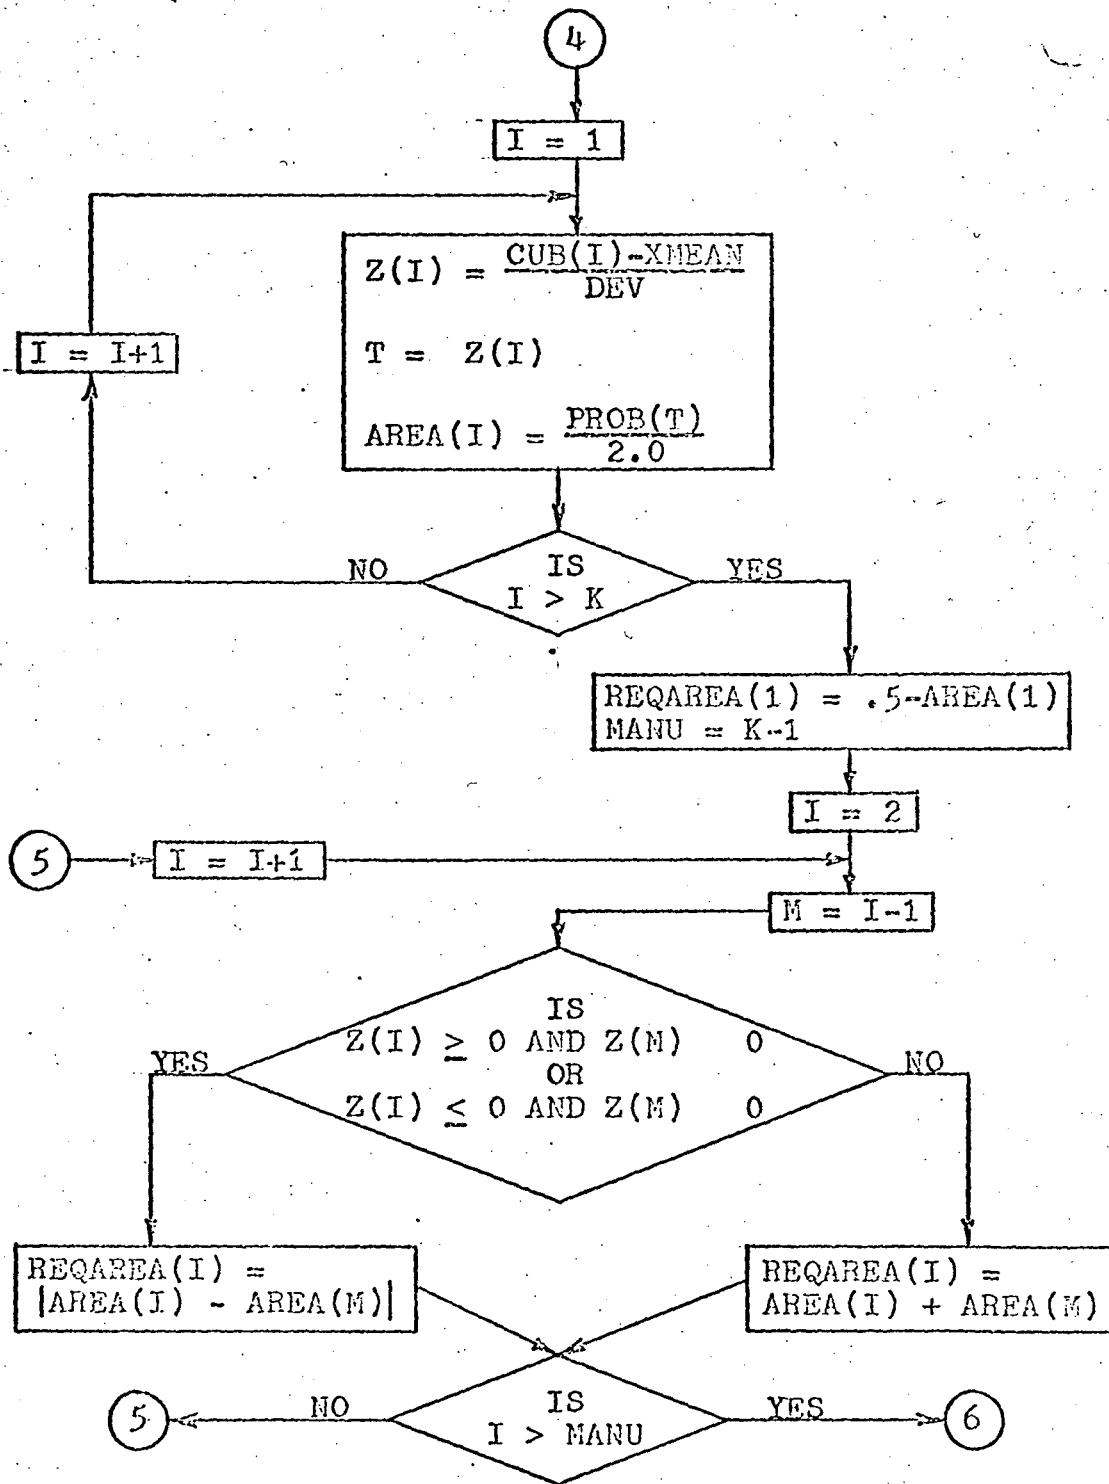 4
I = 1
Z(I) = CUB(I)-XMEAN
DEV
I = I+1
T = Z(I)
AREA(I) = PROB(T)
2.0
NO
IS
I > K
YES
REQAREA(1) = .5-AREA(1)
MANU = K-1
I = 2
5
I = I+1
M = I-1
IS
Z(I) ≥ 0 AND Z(M) 0
OR
Z(I) ≤ 0 AND Z(M) 0
YES
NO
REQAREA(I) =
|AREA(I) - AREA(M)|
REQAREA(I) =
AREA(I) + AREA(M)
5
NO
IS
I > MANU
YES
6